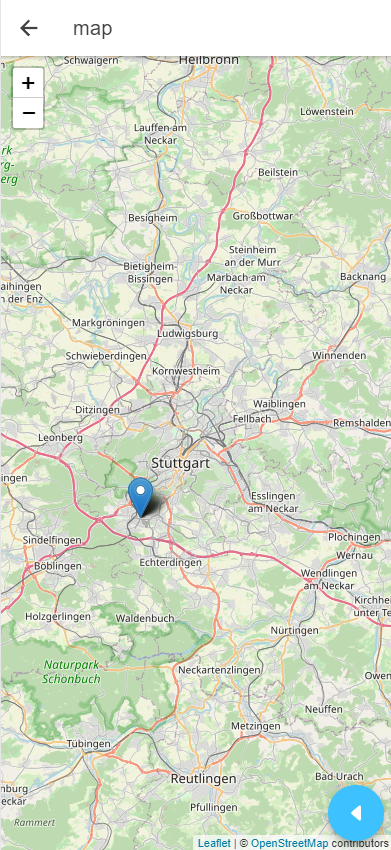 map
Schwaigern
Heilbronn
+
−
Löwenstein
Lauffen am
Neckar
rk
rg-
erg
Beilstein
Besigheim
Großbottwar
Steinheim
an der Murr
Bietigheim
Bissingen
Marbach am
Neckar
Backnang
aihingen
n der Enz
Markgröningen
Ludwigsburg
Schwieberdingen
Winnenden
Kornwestheim
Ditzingen
Waiblingen
Fellbach
Remshalden
Leonberg
Stuttgart
ingen
Esslingen
am Neckar
Sindelfingen
Plochingen
Wernau
Böblingen
Echterdingen
Wendlingen
am Neckar
Kirchhei
unter Te
Holzgerlingen
Waldenbuch
Nürtingen
Naturpark
Schönbuch
Neckartenzlingen
Owen
Neuffen
Metzingen
Tübingen
Reutlingen
Bad Urach
nburg
eckar
Pfullingen
Rammert
Leaflet | © OpenStreetMap contributors